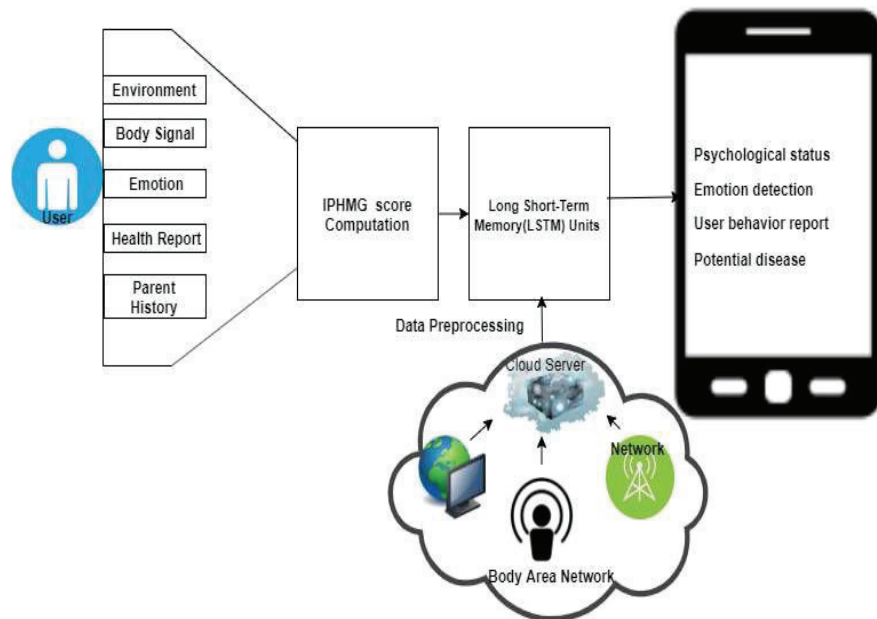 Environment
Body Signal
Emotion
User
Health Report
Parent
History
IPHMG score
Computation
Long Short-Term
Memory(LSTM) Units
Psychological status
Emotion detection
User behavior report
Potential disease
Data Preprocessing
Cloud Server
Network
Body Area Network